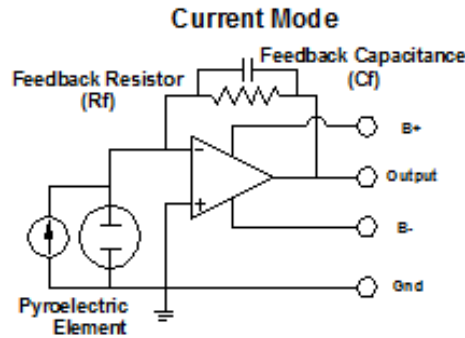 Current Mode
Feedback Capacitance
(Cf)
Feedback Resistor
(Rf)
B+
Output
B-
Gnd
Pyroelectric
Element